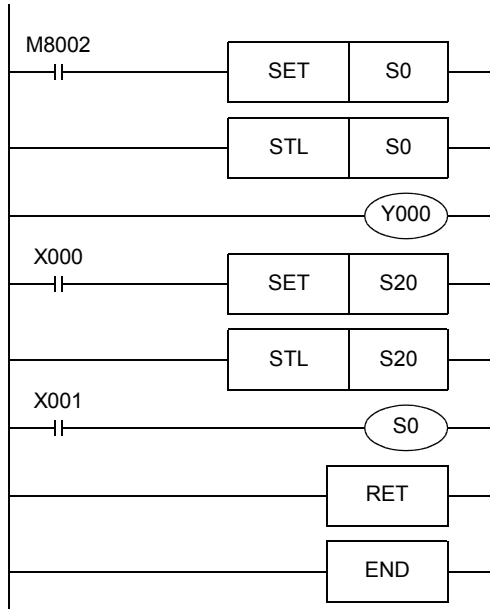 M8002
SET S0
STL S0
Y000
X000
SET S20
STL S20
X001
S0
RET
END